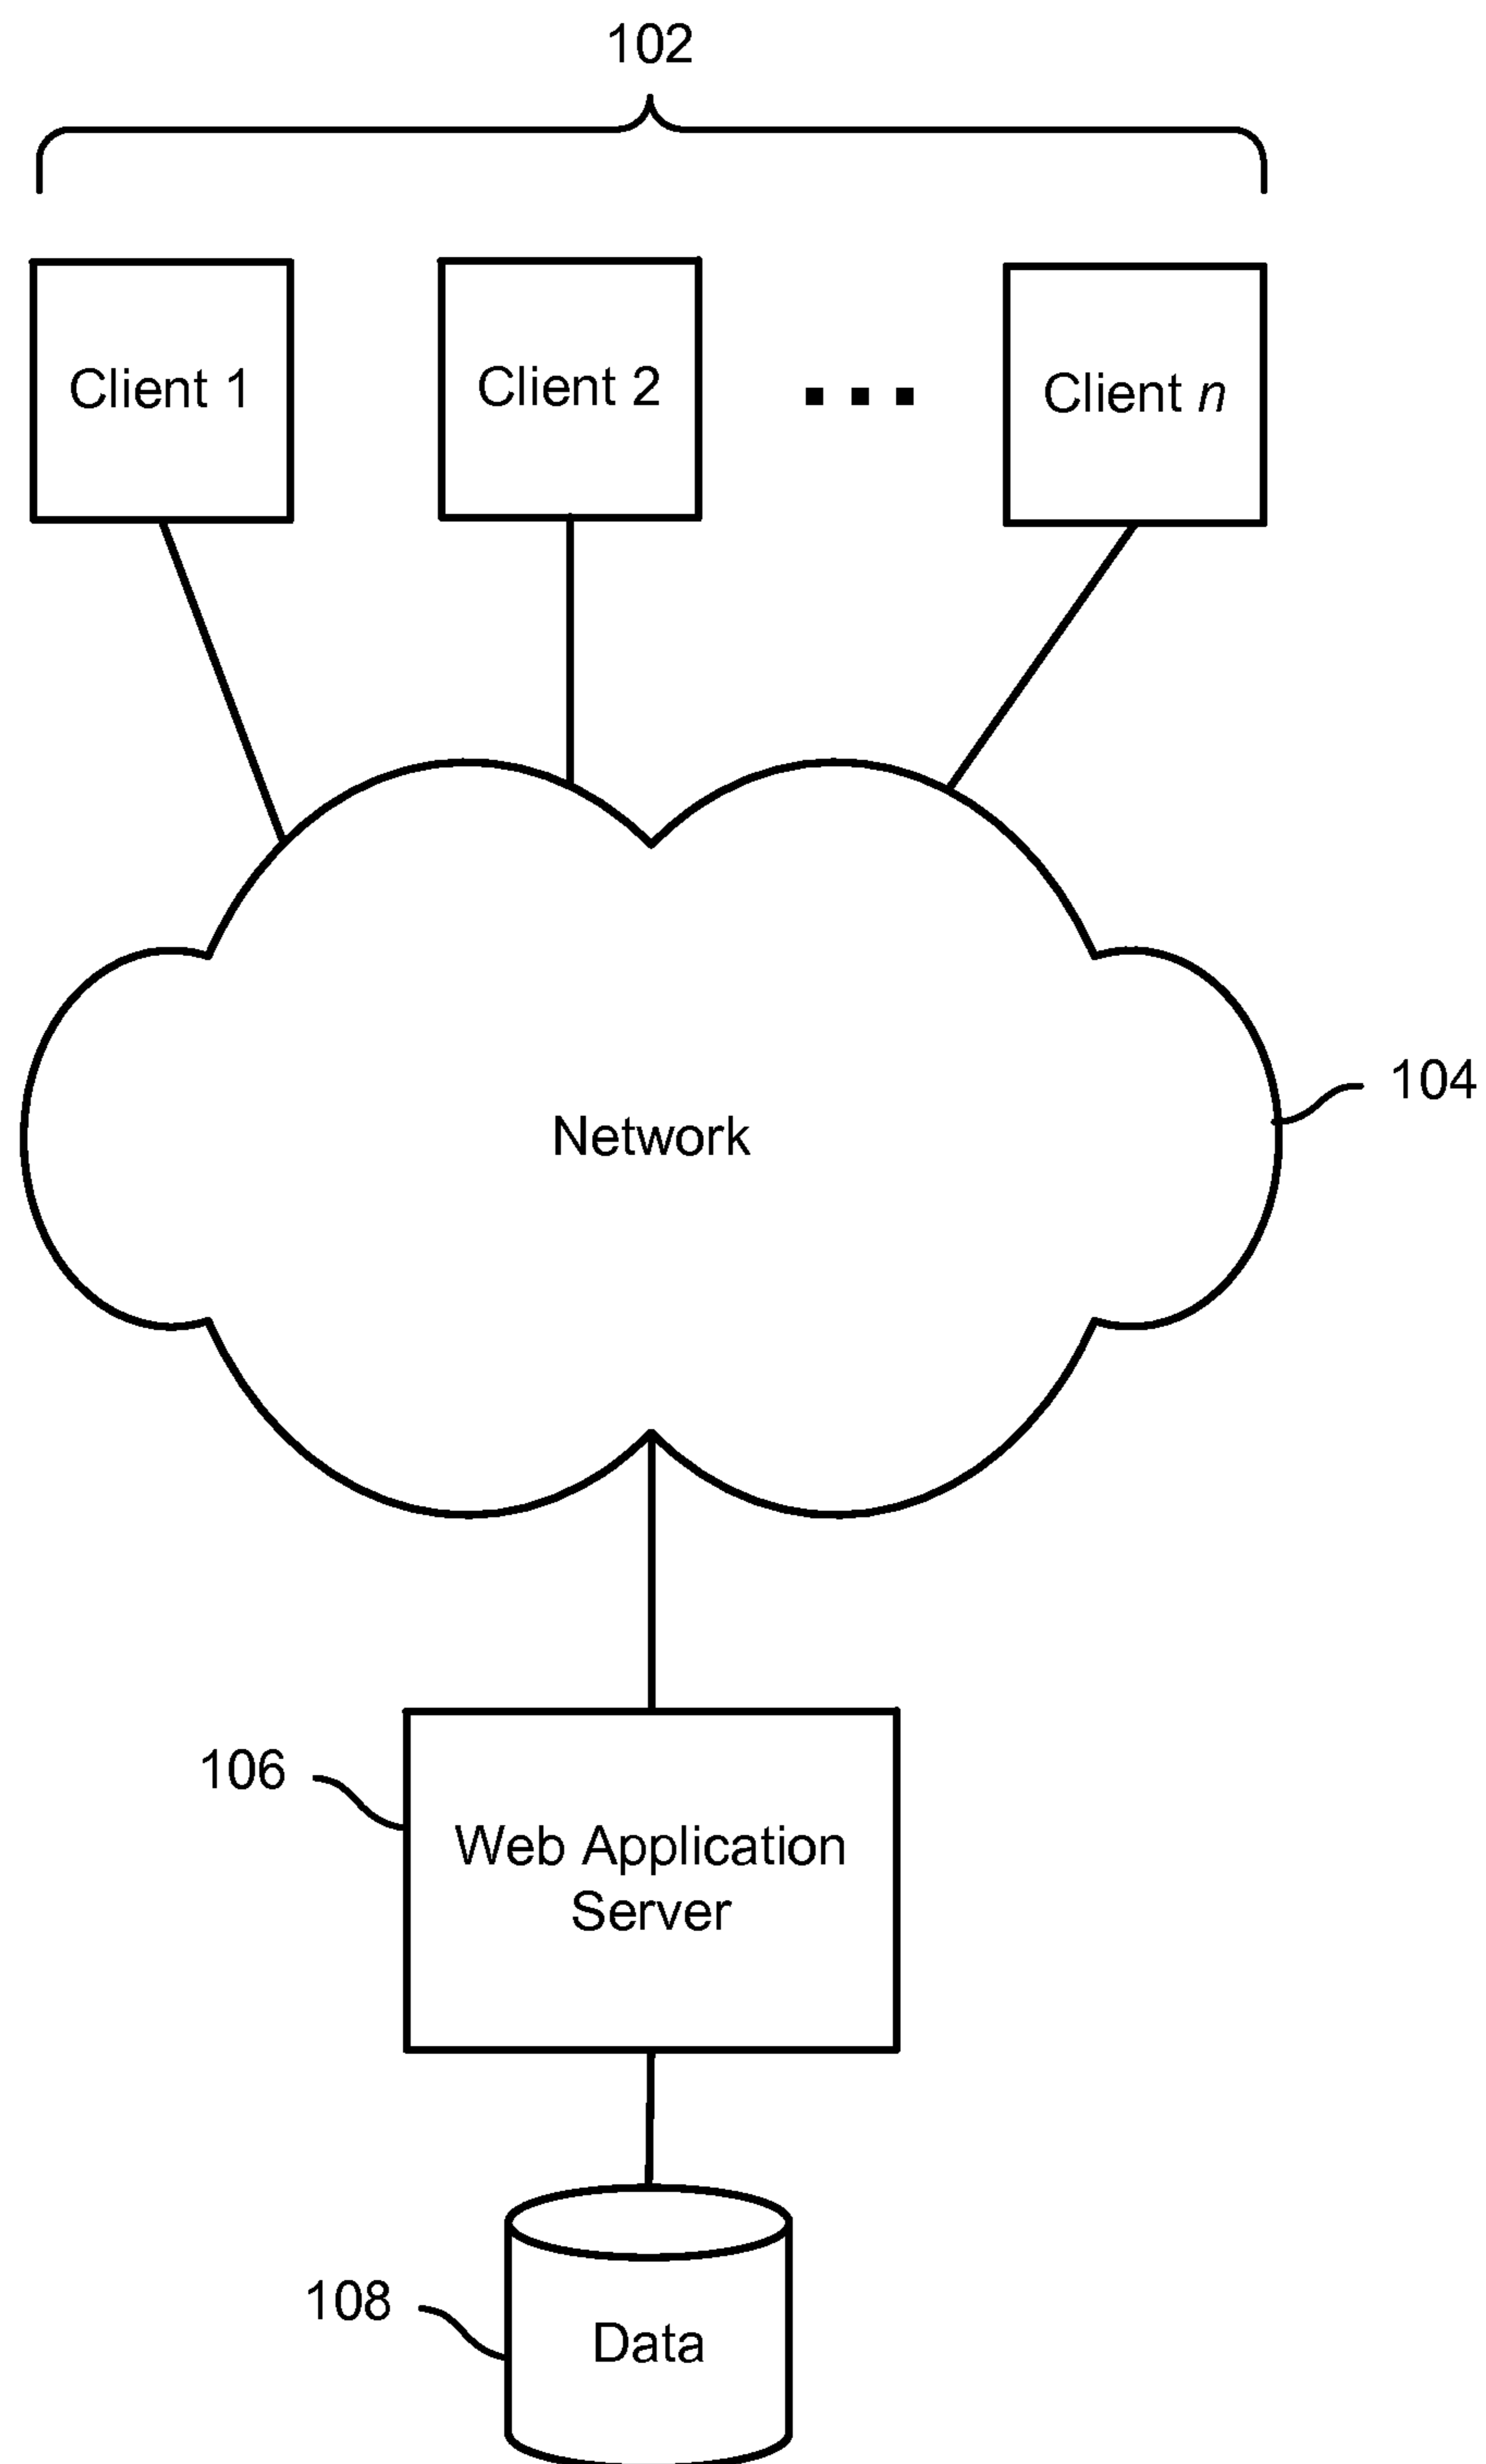 102
Client 1
Client 2
Client n
104
Network
106
Web Application
Server
108
Data